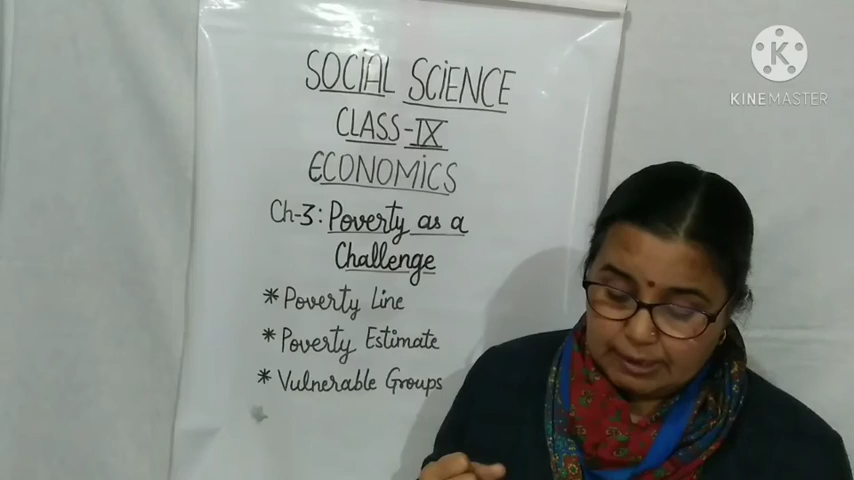 SOCIAL SCIENCE
CLASS-IX
ECONOMICS
Ch-3: Poverty as a
Challenge
* Poverty Line
* Poverty Estimate
* Vulnerable Groups
K
KINEMASTER